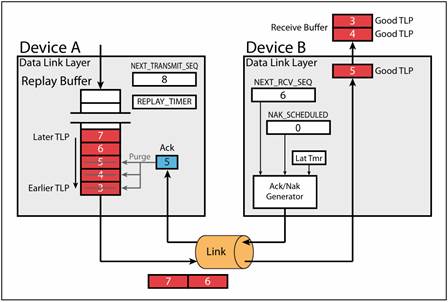 Receive Buffer
3 Good TLP
4 Good TLP
Device A
Data Link Layer
Replay Buffer
NEXT_TRANSMIT_SEQ
8
REPLAY_TIMER
Later TLP
7
6
5
4
3
Earlier TLP
Purge
Ack
5
Device B
Data Link Layer
5 Good TLP
NEXT_RCV_SEQ
6
NAK_SCHEDULED
0
Lat Tmr
Ack/Nak
Generator
Link
7 6